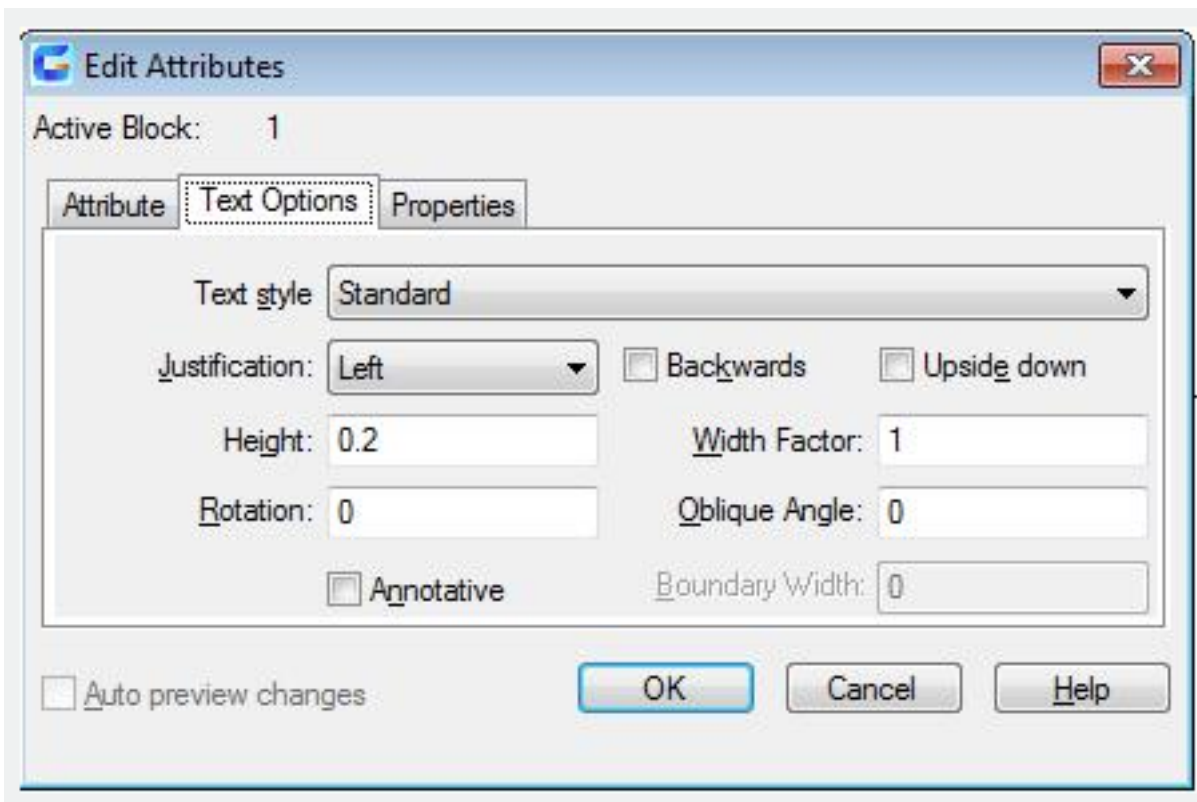 Edit Attributes
Active Block: 1
Attribute Text Options Properties
Text style Standard
Justification: Left Backwards Upside down
Height: 0.2 Width Factor: 1
Rotation: 0 Oblique Angle: 0
Annotative Boundary Width: 0
Auto preview changes OK Cancel Help